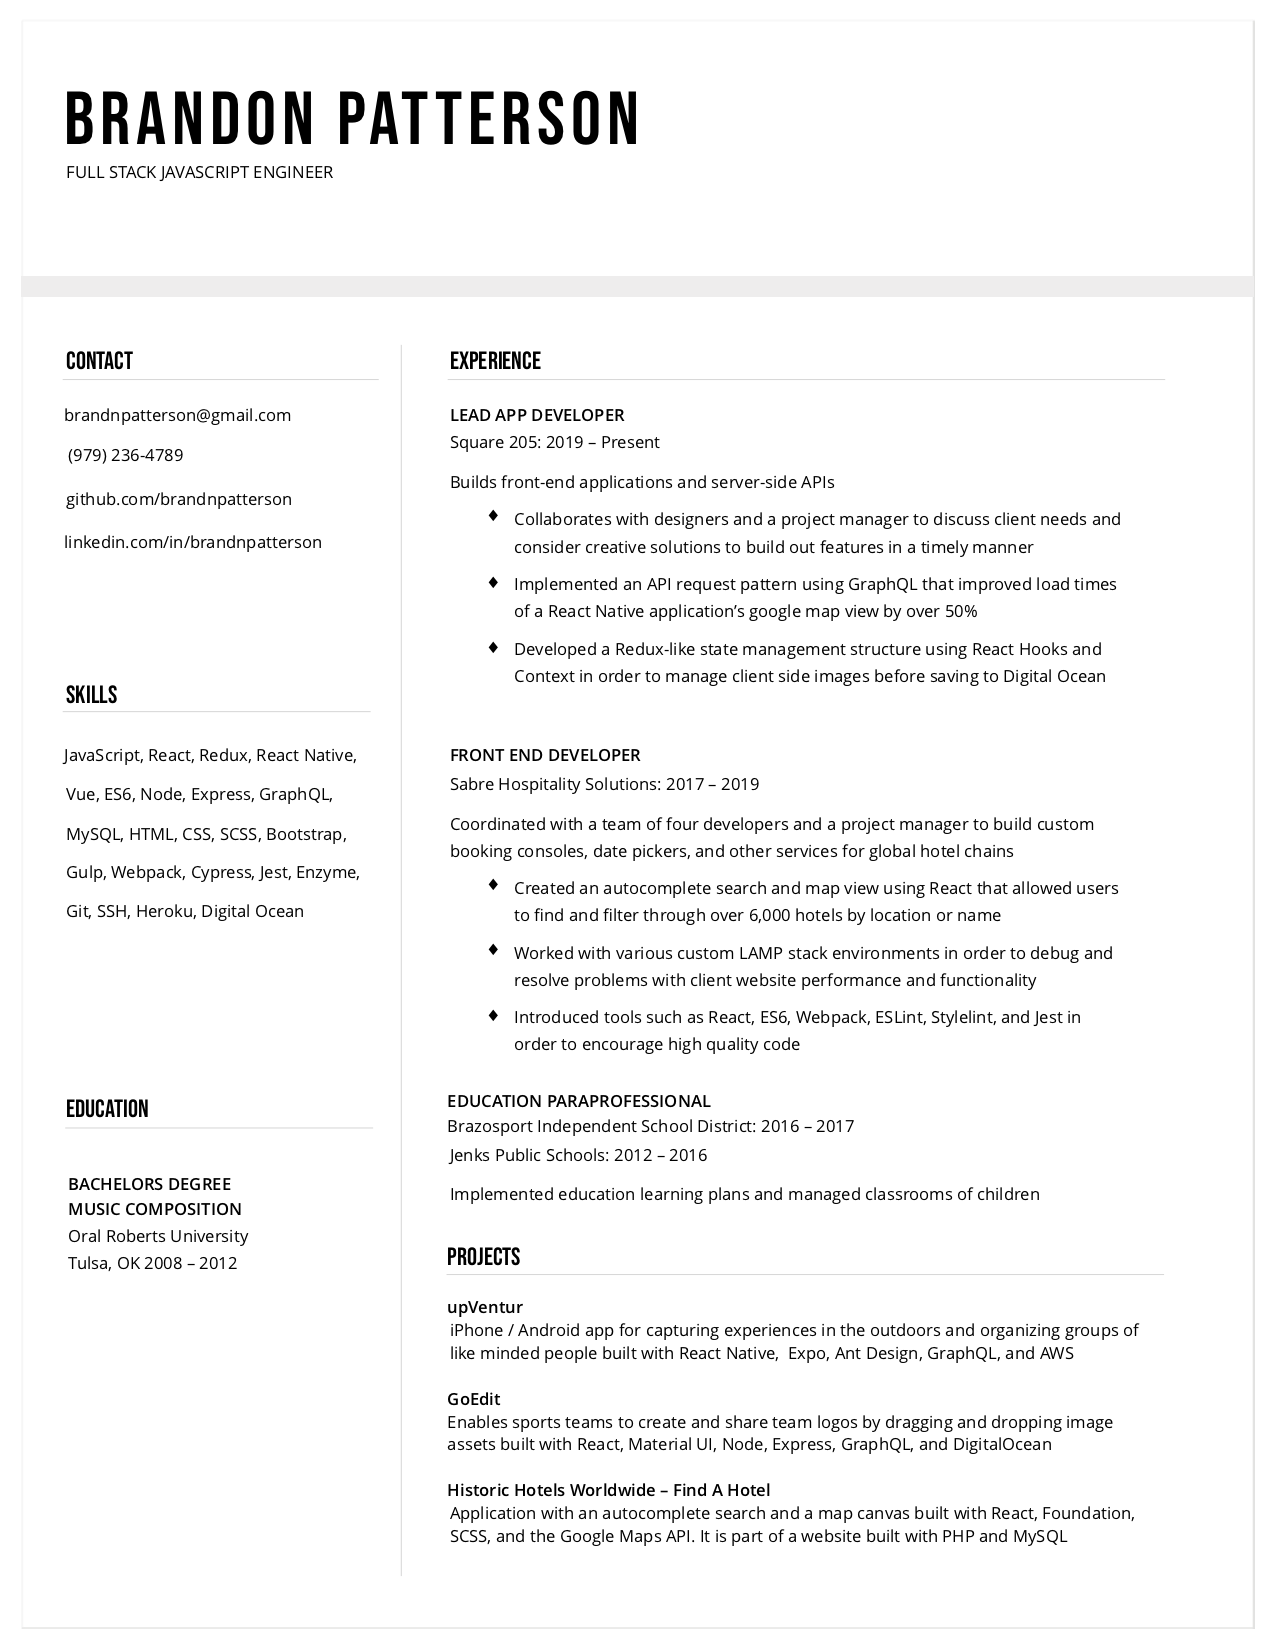 BRANDON PATTERSON
FULL STACK JAVASCRIPT ENGINEER
CONTACT
brandnpatterson@gmail.com
(979) 236-4789
github.com/brandnpatterson
linkedin.com/in/brandnpatterson
SKILLS
JavaScript, React, Redux, React Native,
Vue, ES6, Node, Express, GraphQL,
MySQL, HTML, CSS, SCSS, Bootstrap,
Gulp, Webpack, Cypress, Jest, Enzyme,
Git, SSH, Heroku, Digital Ocean
EDUCATION
BACHELORS DEGREE
MUSIC COMPOSITION
Oral Roberts University
Tulsa, OK 2008 – 2012
EXPERIENCE
LEAD APP DEVELOPER
Square 205: 2019 – Present
Builds front-end applications and server-side APIs
♦ Collaborates with designers and a project manager to discuss client needs and
consider creative solutions to build out features in a timely manner
♦ Implemented an API request pattern using GraphQL that improved load times
of a React Native application’s google map view by over 50%
♦ Developed a Redux-like state management structure using React Hooks and
Context in order to manage client side images before saving to Digital Ocean
FRONT END DEVELOPER
Sabre Hospitality Solutions: 2017 – 2019
Coordinated with a team of four developers and a project manager to build custom
booking consoles, date pickers, and other services for global hotel chains
♦ Created an autocomplete search and map view using React that allowed users
to find and filter through over 6,000 hotels by location or name
♦ Worked with various custom LAMP stack environments in order to debug and
resolve problems with client website performance and functionality
♦ Introduced tools such as React, ES6, Webpack, ESLint, Stylelint, and Jest in
order to encourage high quality code
EDUCATION PARAPROFESSIONAL
Brazosport Independent School District: 2016 – 2017
Jenks Public Schools: 2012 – 2016
Implemented education learning plans and managed classrooms of children
PROJECTS
upVentur
iPhone / Android app for capturing experiences in the outdoors and organizing groups of
like minded people built with React Native, Expo, Ant Design, GraphQL, and AWS
GoEdit
Enables sports teams to create and share team logos by dragging and dropping image
assets built with React, Material UI, Node, Express, GraphQL, and DigitalOcean
Historic Hotels Worldwide – Find A Hotel
Application with an autocomplete search and a map canvas built with React, Foundation,
SCSS, and the Google Maps API. It is part of a website built with PHP and MySQL